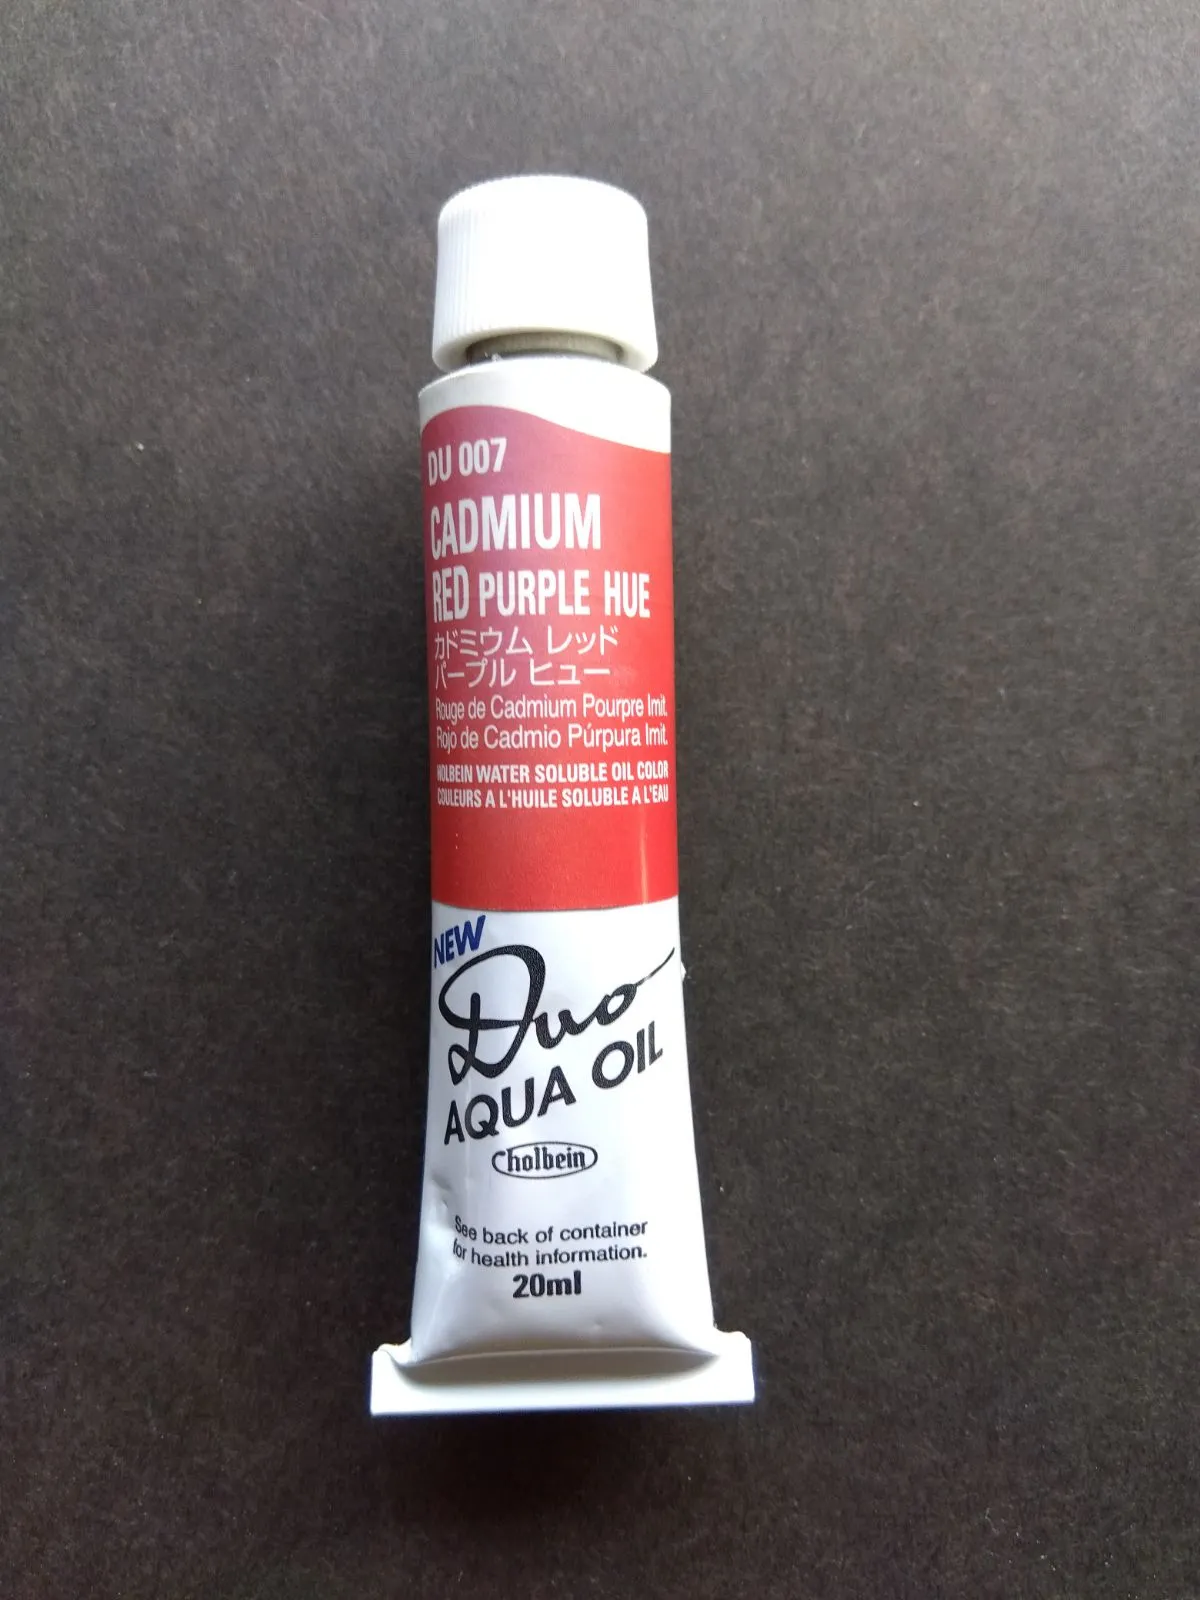 DU 007
CADMIUM
RED PURPLE HUE
カドミウム レッド
パープル ヒュー
Rouge de Cadmium Pourpre Imit.
Rojo de Cadmio Púrpura Imit.
HOLBEIN WATER SOLUBLE OIL COLOR
COULEURS A L'HUILE SOLUBLE A L'EAU
NEW
Duo
AQUA OIL
holbein
See back of container
for health information.
20ml